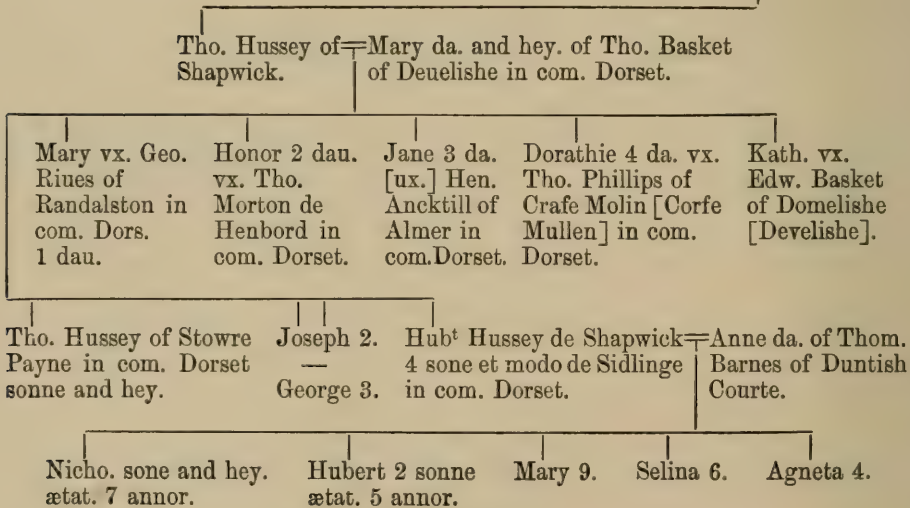 Tho. Hussey of=Mary da. and hey. of Tho. Basket
Shapwick. of Deuelishe in com. Dorset.
Mary vx. Geo.
Riues of
Randalston in
com. Dors.
1 dau.
Honor 2 dau.
vx. Tho.
Morton de
Henbord in
com. Dorset.
Jane 3 da.
[ux.] Hen.
Ancktill of
Almer in
com.Dorset.
Dorathie 4 da. vx.
Tho. Phillips of
Crafe Molin [Corfe
Mullen] in com.
Dorset.
Kath. vx.
Edw. Basket
of Domelishe
[Develishe].
Tho. Hussey of Stowre
Payne in com. Dorset
sonne and hey.
Joseph 2.
—
George 3.
Hubᵗ Hussey de Shapwick=Anne da. of Thom.
4 sone et modo de Sidlinge Barnes of Duntish
in com. Dorset. Courte.
Nicho. sone and hey.
ætat. 7 annor.
Hubert 2 sonne
ætat. 5 annor.
Mary 9.
Selina 6.
Agneta 4.